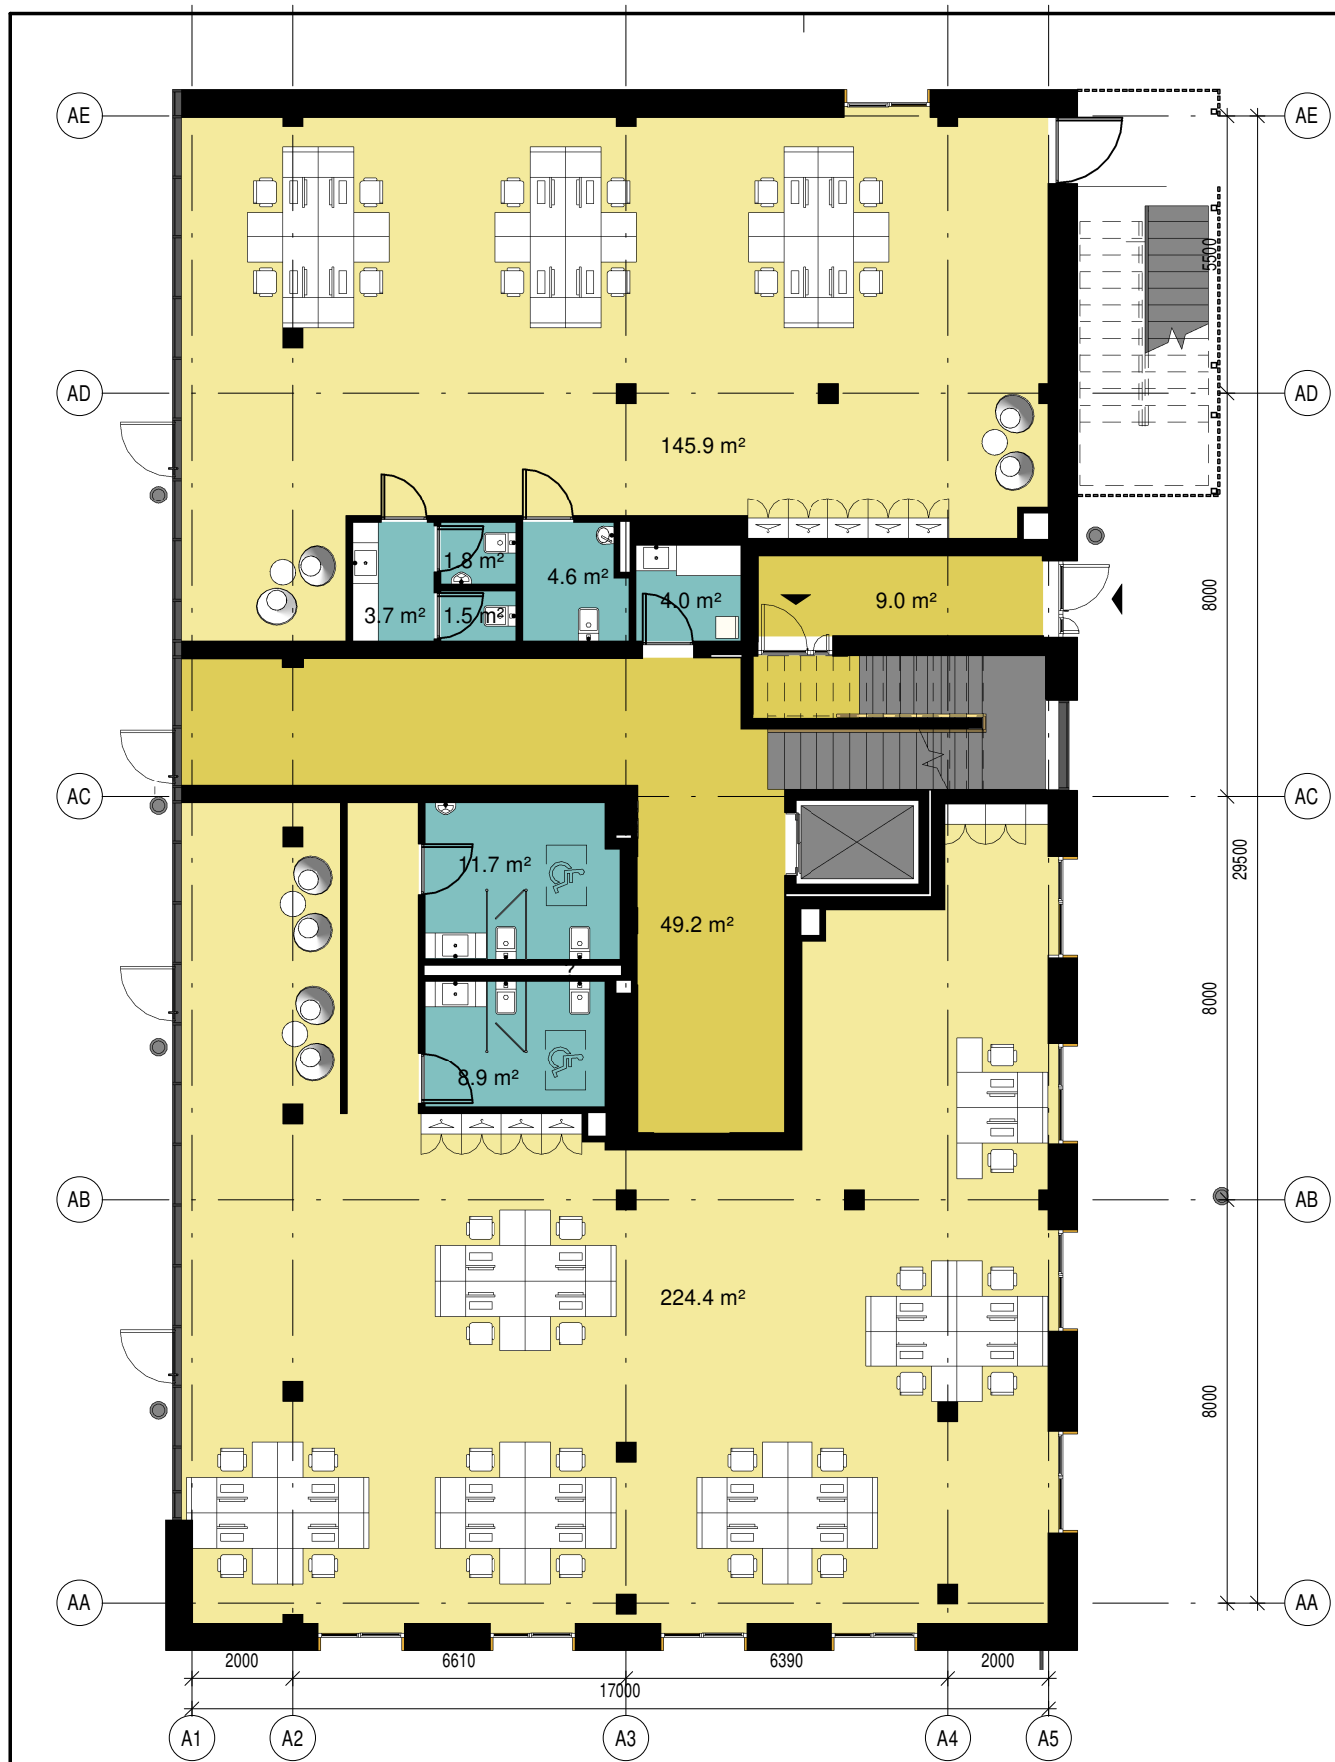 AE
AE
5500
AD
AD
145.9 m²
1.8 m²
4.6 m²
4.0 m²
9.0 m²
3.7 m²
1.5 m²
8000
AC
AC
11.7 m²
29500
49.2 m²
8000
8.9 m²
AB
AB
224.4 m²
8000
AA
AA
2000
6610
6390
2000
17000
A1
A2
A3
A4
A5